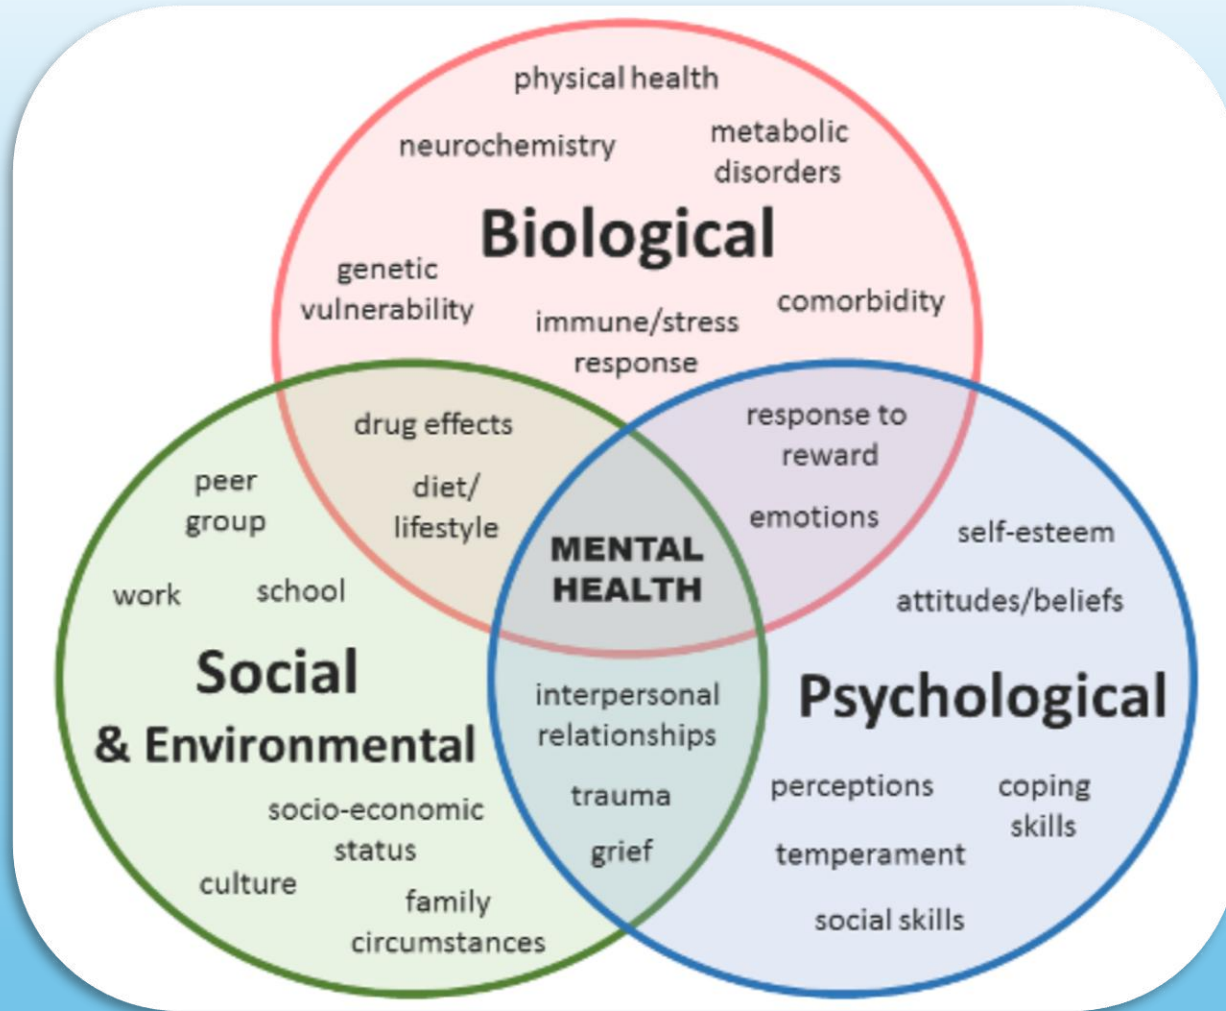 physical health
neurochemistry
metabolic
disorders
Biological
genetic
vulnerability
immune/stress
response
comorbidity
drug effects
diet/
lifestyle
response to
reward
emotions
MENTAL
HEALTH
peer
group
work
school
Social
& Environmental
socio-economic
status
culture
family
circumstances
interpersonal
relationships
trauma
grief
self-esteem
attitudes/beliefs
Psychological
perceptions
coping
skills
temperament
social skills